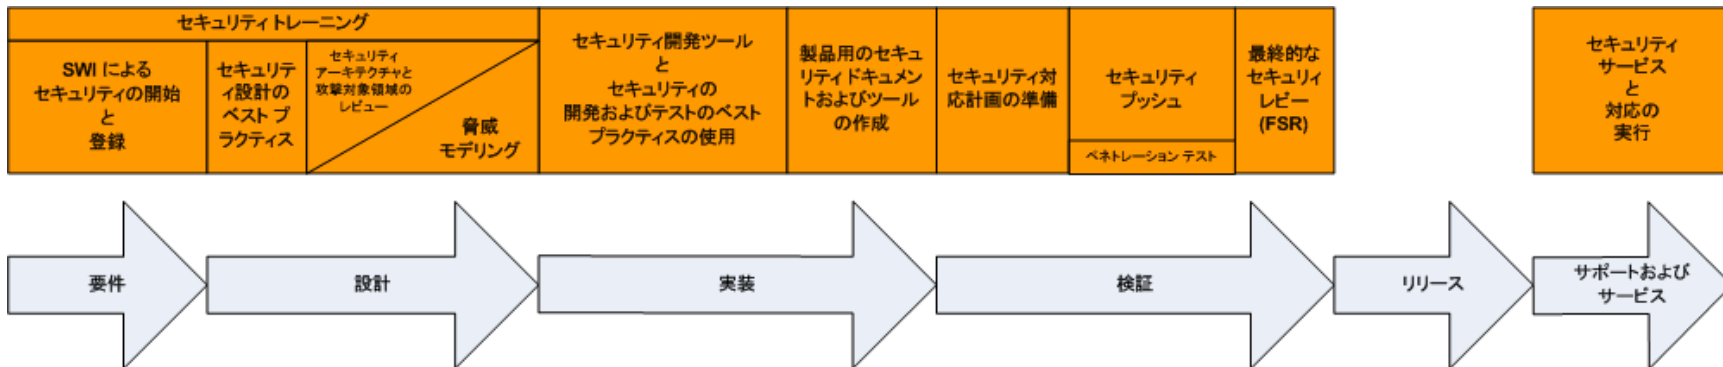 セキュリティトレーニング
SWI による
セキュリティの開始
と
登録
セキュリテ
ィ設計の
ベスト プ
ラクティス
セキュリティ
アーキテクチャと
攻撃対象領域の
レビュー
脅威
モデリング
セキュリティ開発ツール
と
セキュリティの
開発およびテストのベスト
プラクティスの使用
製品用のセキュ
リティドキュメン
トおよびツール
の作成
セキュリティ対
応計画の準備
セキュリティ
プッシュ
ペネトレーション テスト
最終的な
セキュリィ
レビー
(FSR)
セキュリティ
サービス
と
対応の
実行
要件
設計
実装
検証
リリース
サポートおよび
サービス